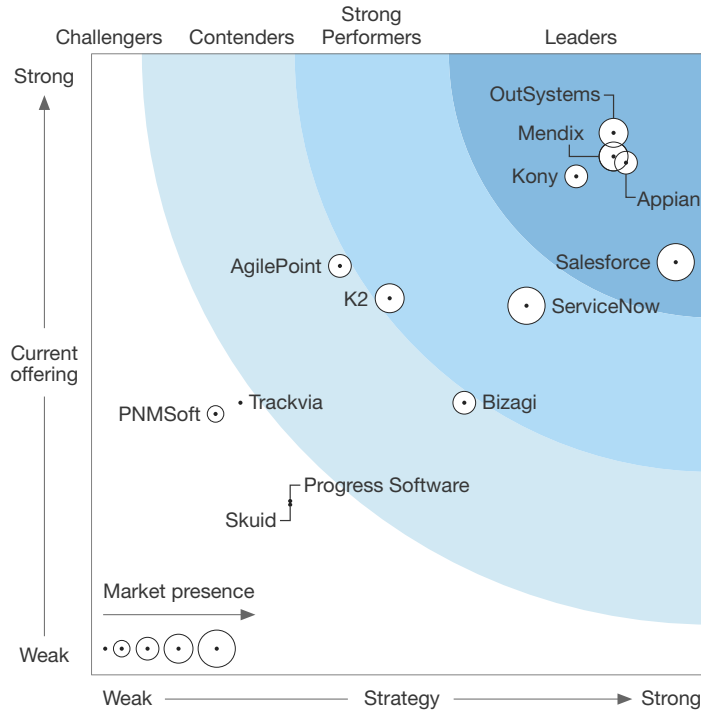 Strong
Challengers Contenders Performers Leaders
Strong
OutSystems
Mendix
Kony
Appian
AgilePoint
Salesforce
K2
ServiceNow
Current
offering
Trackvia
Bizagi
PNMSoft
Progress Software
Skuid
Market presence
Weak
Weak Strategy Strong